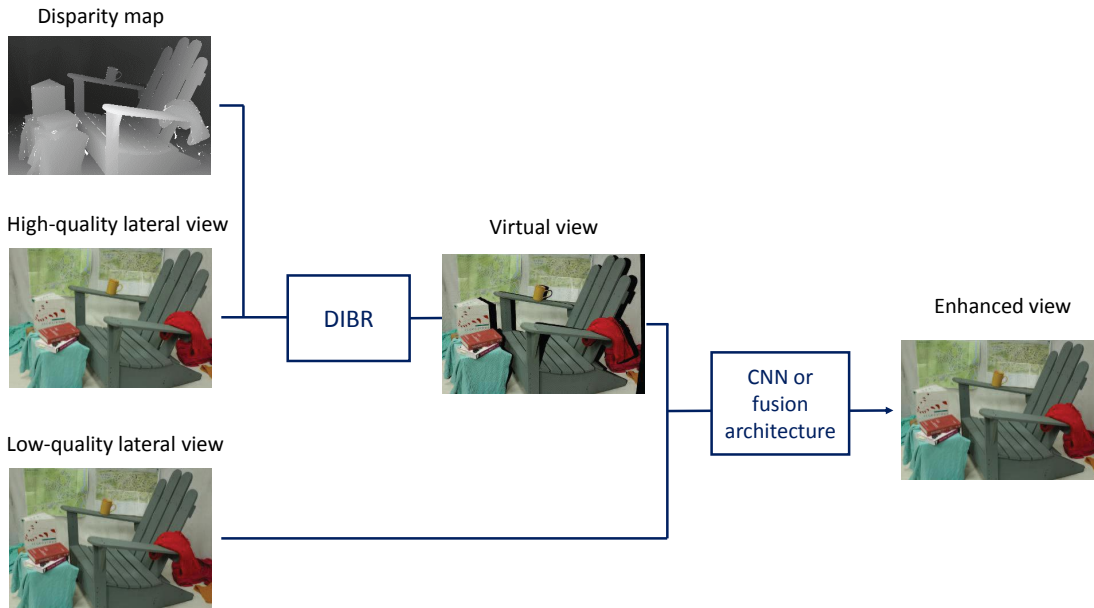 Disparity map
High-quality lateral view
Virtual view
DIBR
Enhanced view
CNN or
fusion
architecture
Low-quality lateral view